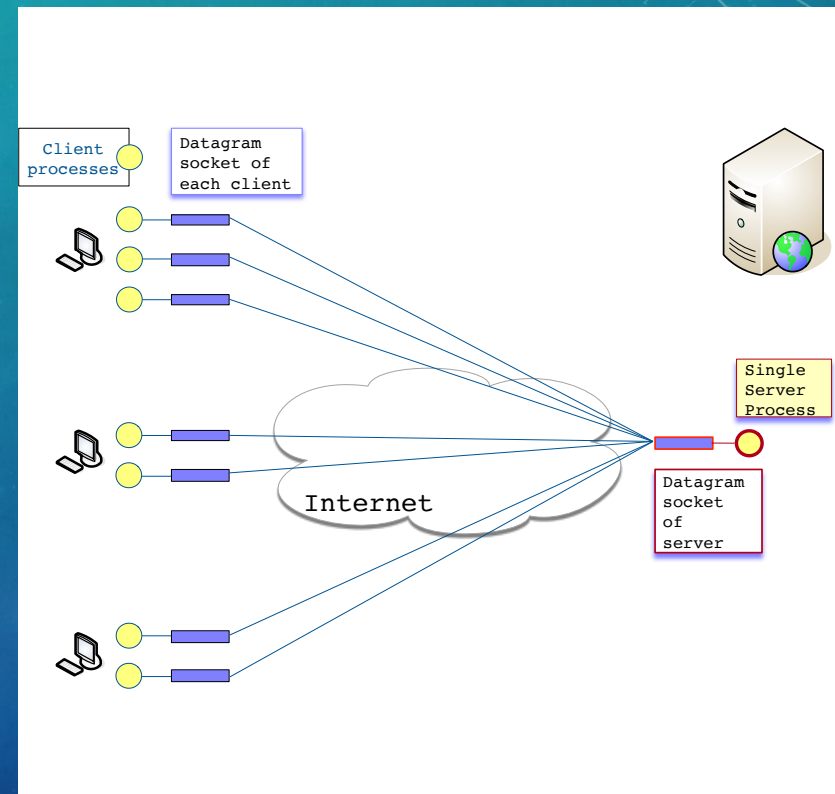 Client
processes
Datagram
socket of
each client
Single
Server
Process
Internet
Datagram
socket
of
server